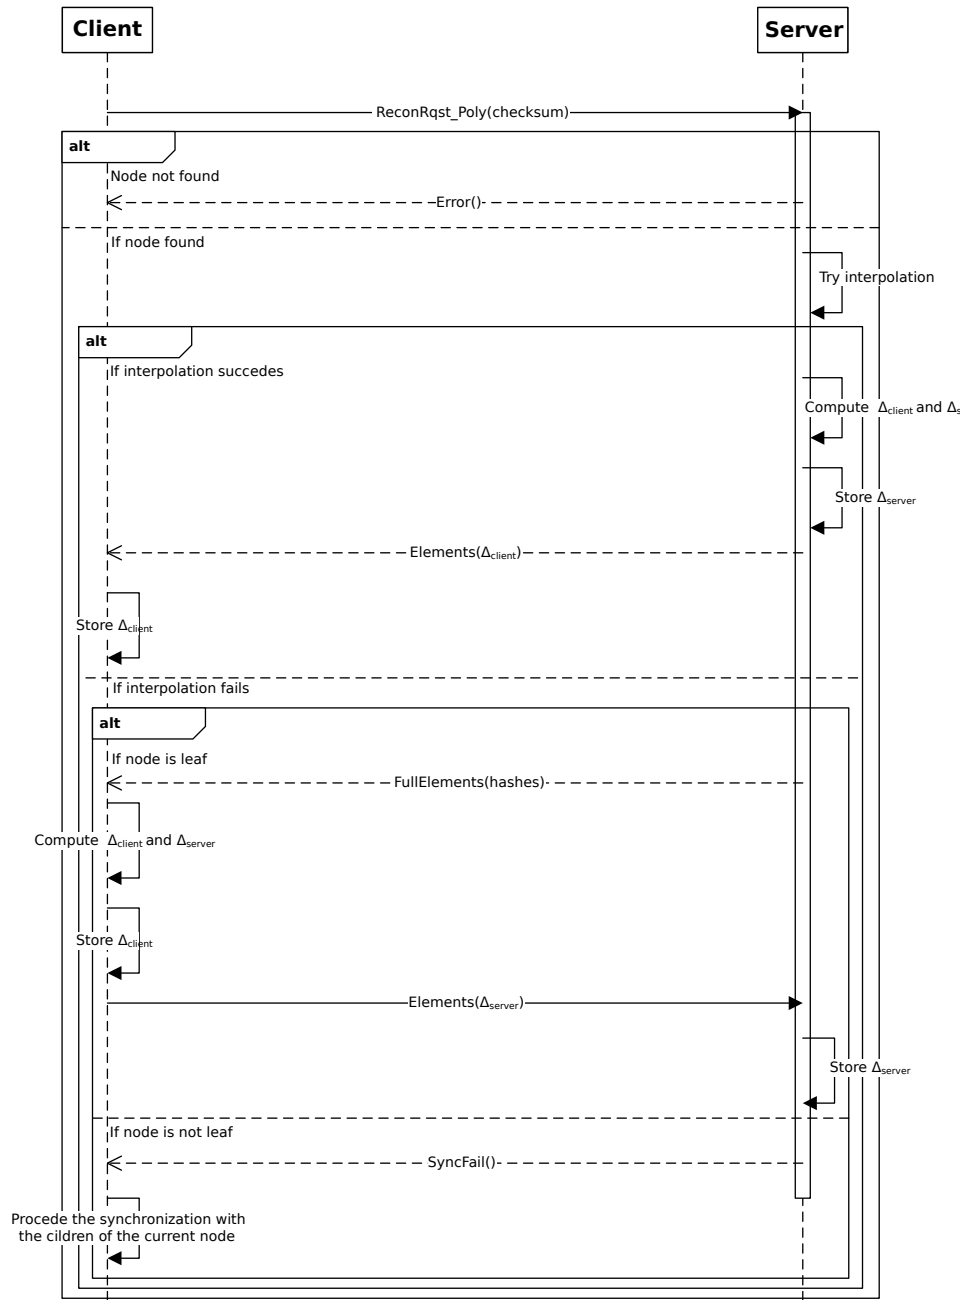 Client
Server
ReconRqst_Poly(checksum)
alt
Node not found
Error()
If node found
Try interpolation
alt
If interpolation succedes
Compute Δclient and Δs
Store Δserver
Elements(Δclient)
Store Δclient
If interpolation fails
alt
If node is leaf
FullElements(hashes)
Compute Δclient and Δserver
Store Δclient
Elements(Δserver)
Store Δserver
If node is not leaf
SyncFail()
Procede the synchronization with
the cildren of the current node